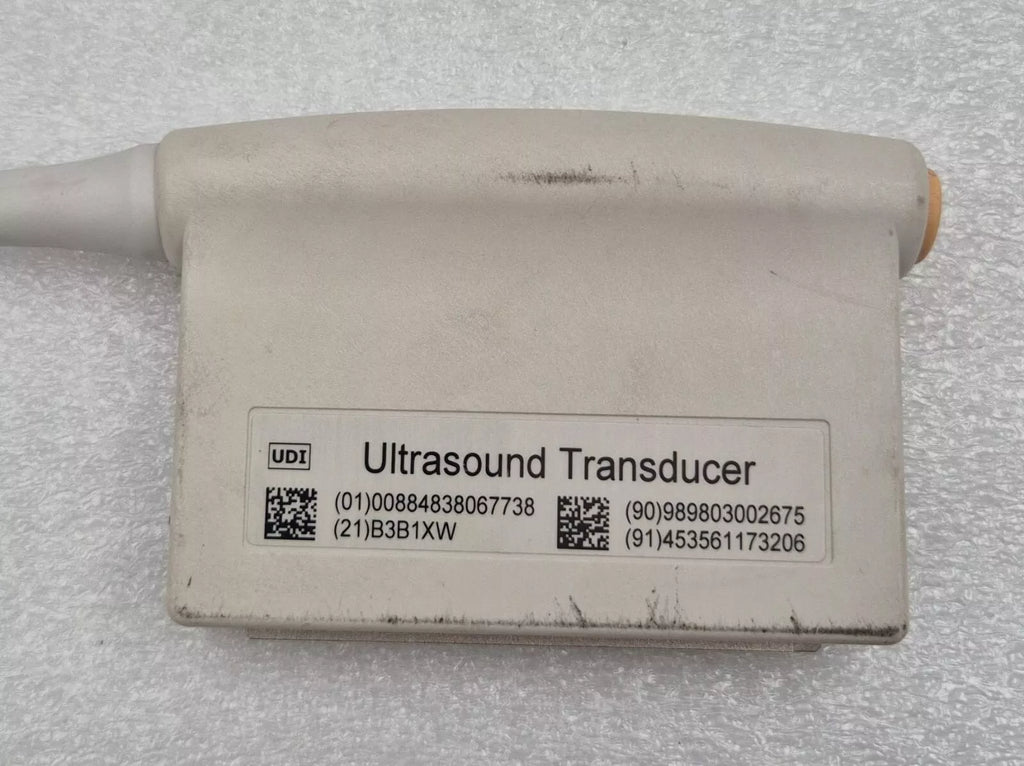 UDI
Ultrasound Transducer
(01)00884838067738
(21)B3B1XW
(90)989803002675
(91)453561173206